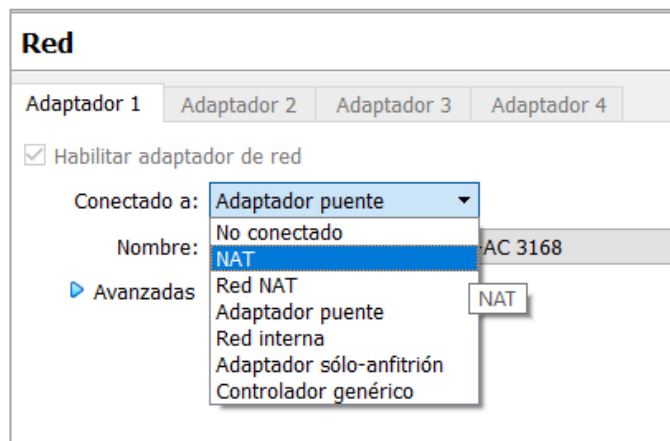 Red
Adaptador 1 Adaptador 2 Adaptador 3 Adaptador 4
Habilitar adaptador de red
Conectado a: Adaptador puente
No conectado
Nombre: AC 3168
NAT
Red NAT
Avanzadas
NAT
Adaptador puente
Red interna
Adaptador sólo-anfitrión
Controlador genérico